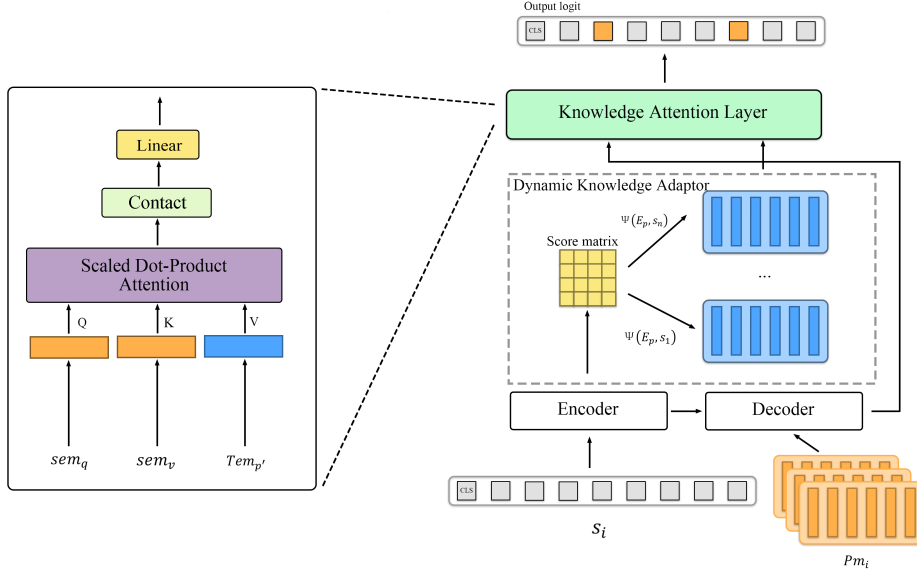 Output logit
CLS
Knowledge Attention Layer
Linear
Contact
Scaled Dot-Product
Attention
Q
K
V
sem_q
sem_v
Tem_p'
Dynamic Knowledge Adaptor
Score matrix
Ψ(E_p, s_n)
...
Ψ(E_p, s_1)
Encoder
Decoder
CLS
s_i
Pm_i